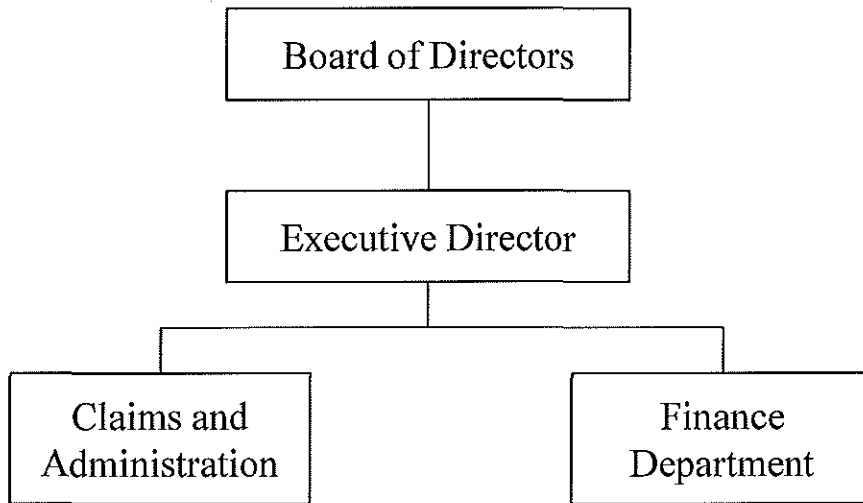 Board of Directors
Executive Director
Claims and
Administration
Finance
Department